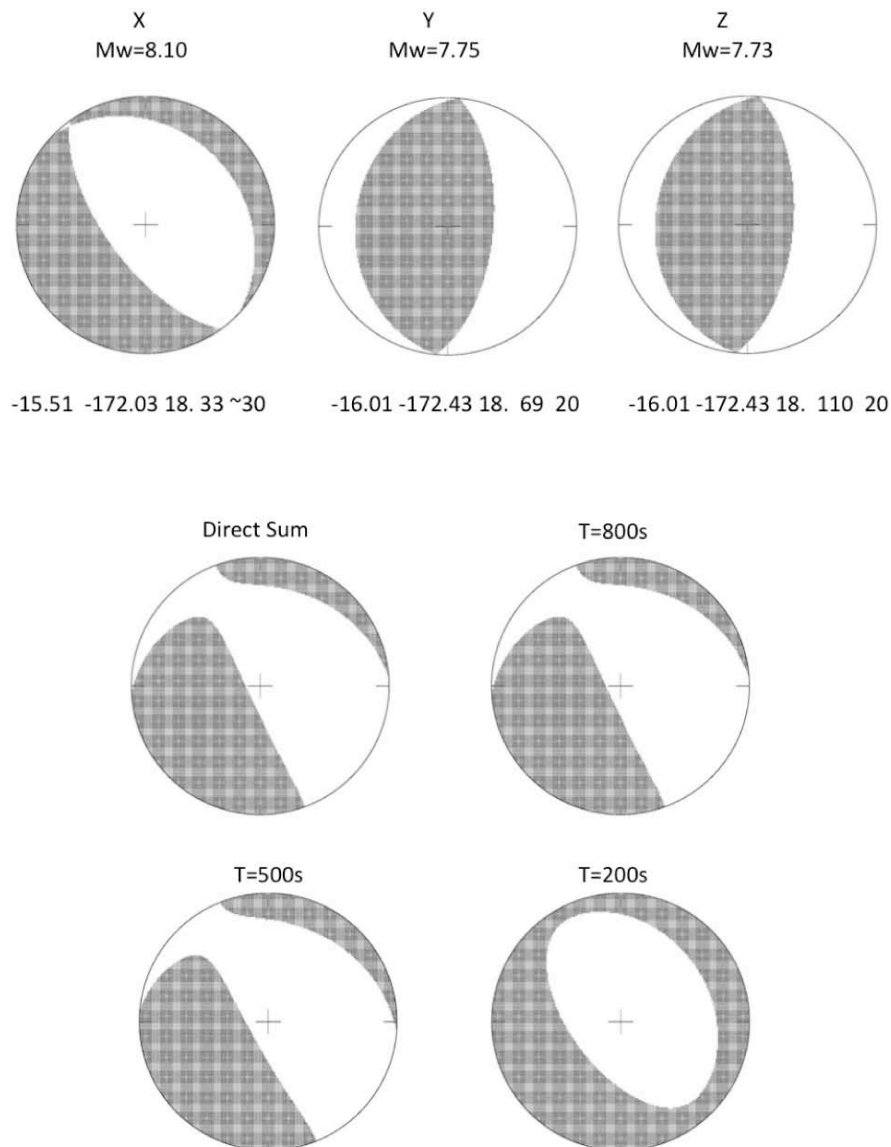 X Y Z
Mw=8.10 Mw=7.75 Mw=7.73
-15.51 -172.03 18. 33 ~30 -16.01 -172.43 18. 69 20 -16.01 -172.43 18. 110 20
Direct Sum T=800s
T=500s T=200s